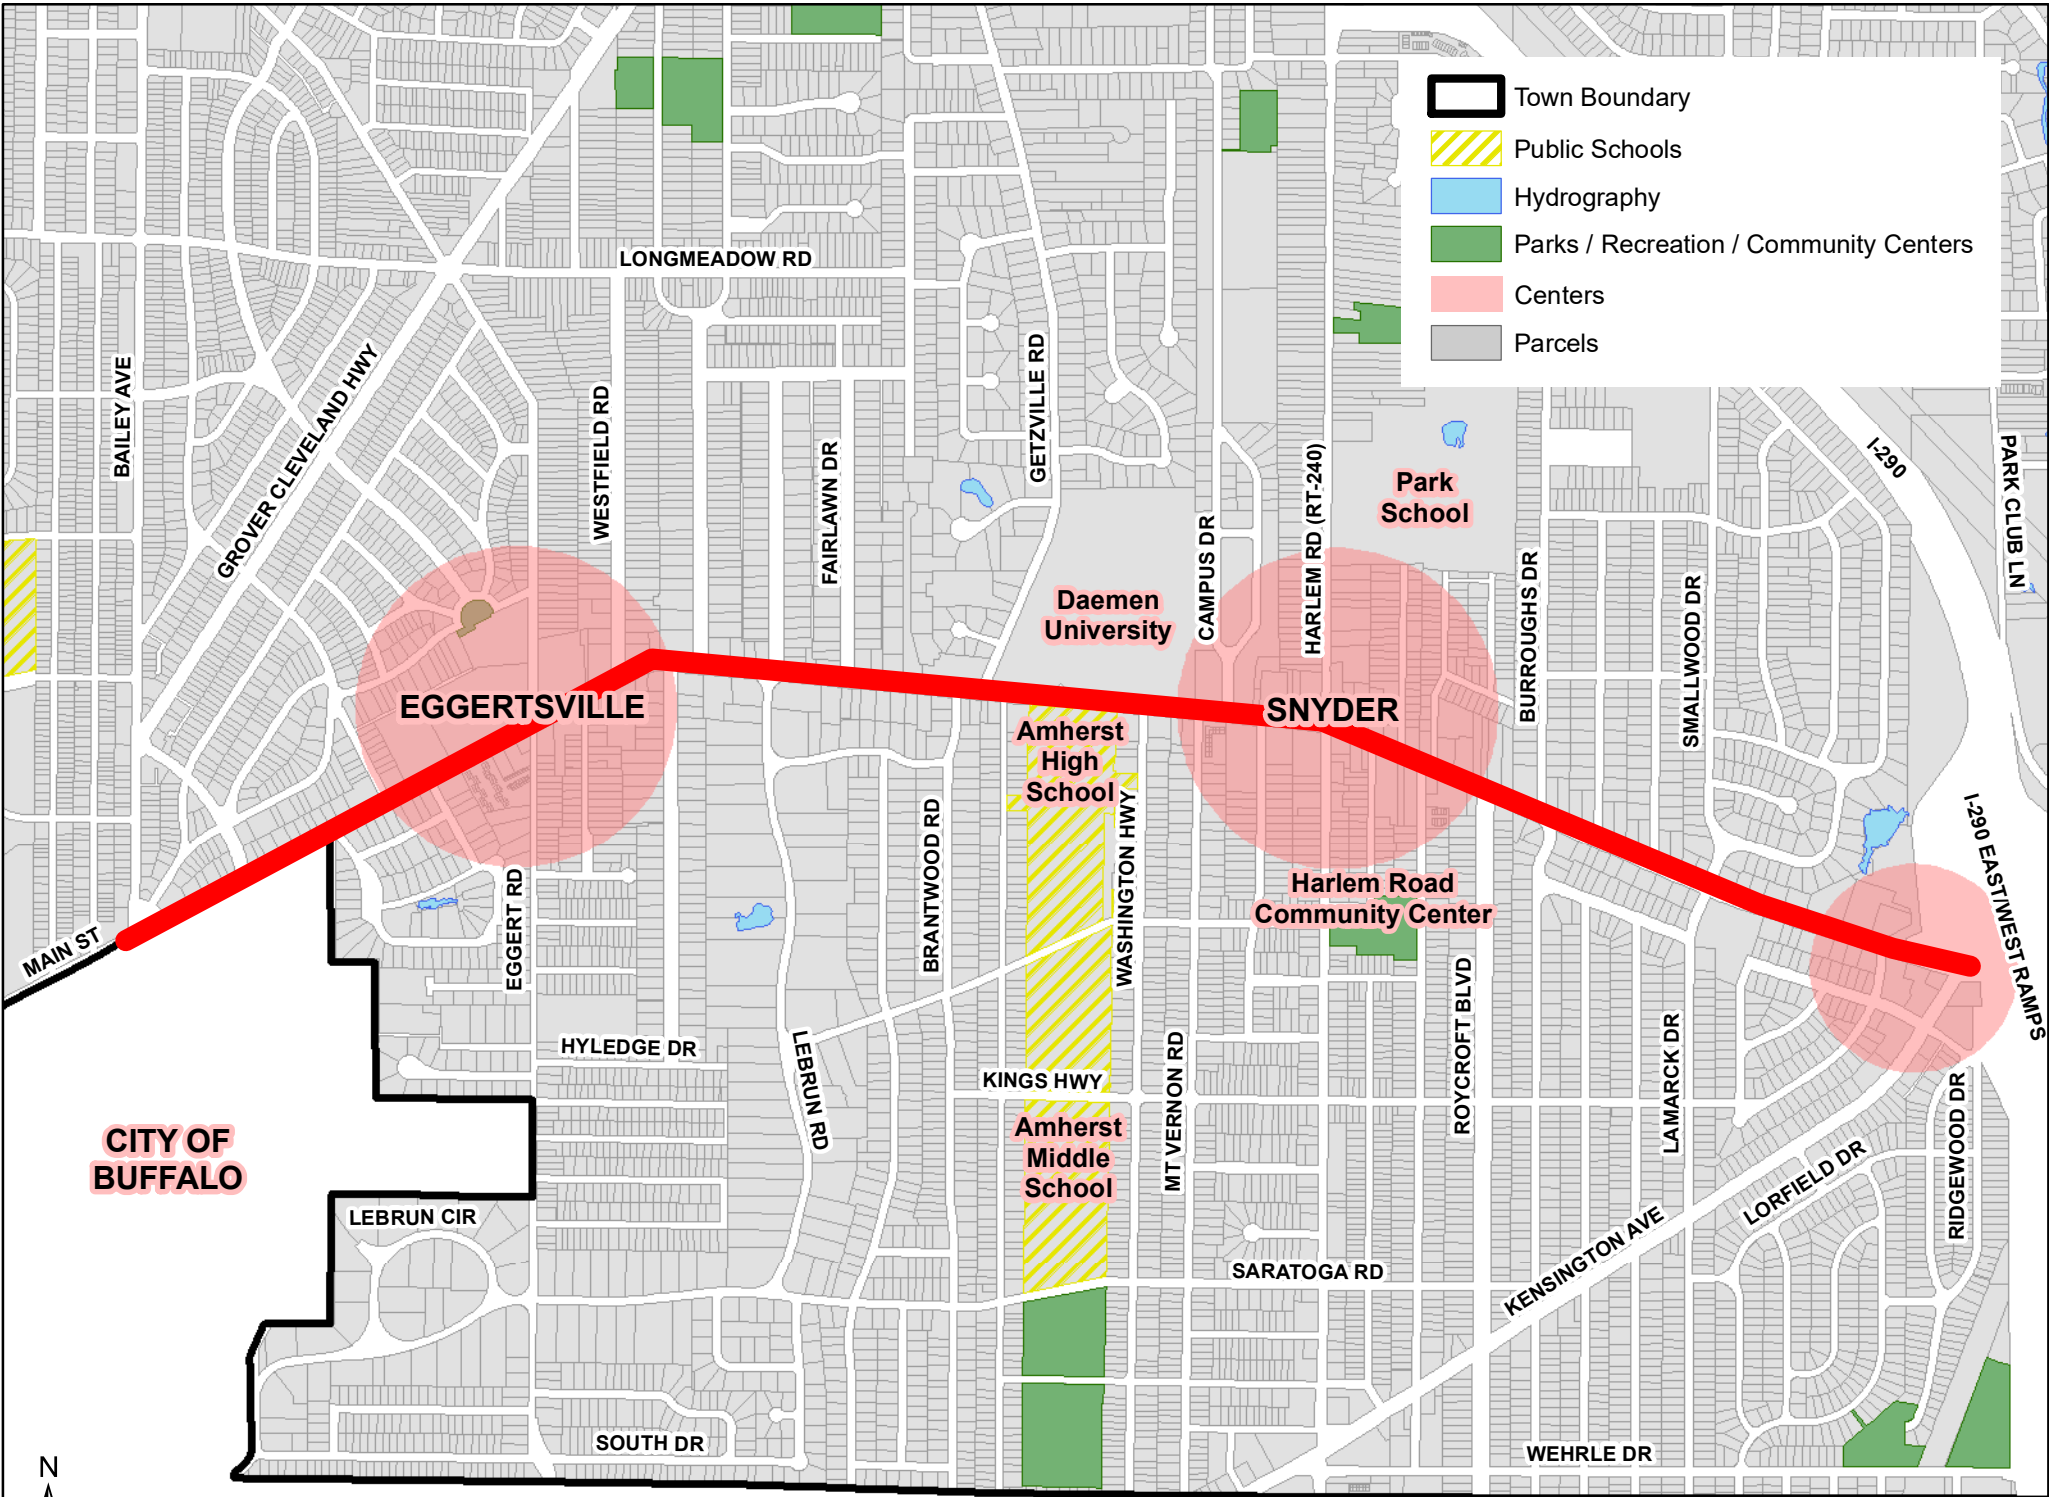 Town Boundary
Public Schools
Hydrography
Parks / Recreation / Community Centers
Centers
Parcels
LONGMEADOW RD
BAILEY AVE
GROVER CLEVELAND HWY
WESTFIELD RD
FAIRLAWN DR
GETZVILLE RD
CAMPUS DR
HARLEM RD (RT-240)
Park
School
I-290
PARK CLUB LN
BURROUGHS DR
SMALLWOOD DR
Daemen
University
EGGERTSVILLE
SNYDER
Amherst
High
School
WASHINGTON HWY
BRANTWOOD RD
Harlem Road
Community Center
I-290 EAST/WEST RAMPS
MAIN ST
EGGERT RD
ROYCROFT BLVD
HYLEDGE DR
LEBRUN RD
KINGS HWY
MT VERNON RD
LAMARCK DR
RIDGEWOOD DR
CITY OF
BUFFALO
Amherst
Middle
School
LORFIELD DR
LEBRUN CIR
SARATOGA RD
KENSINGTON AVE
SOUTH DR
WEHRLE DR
N